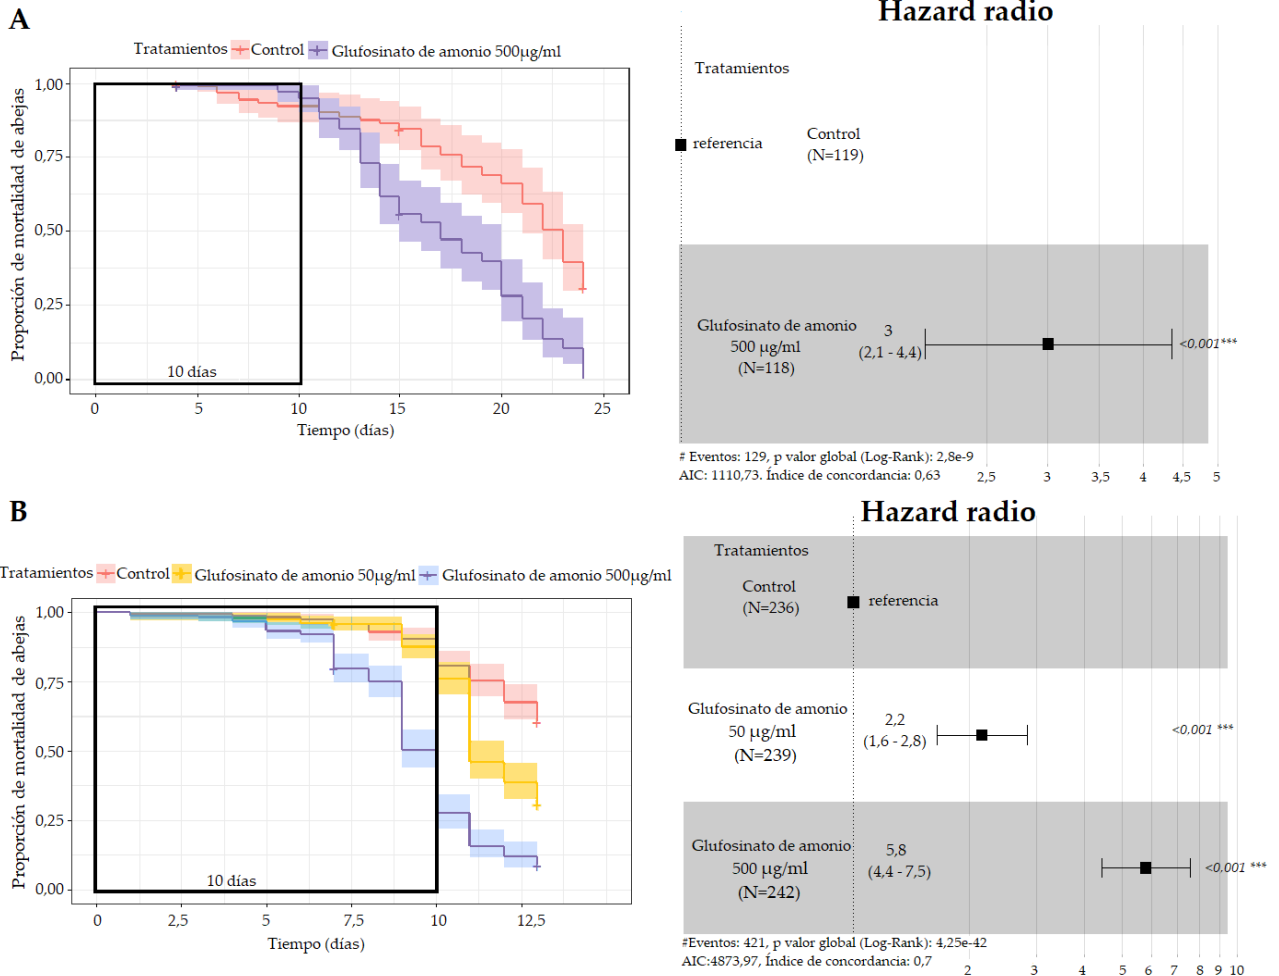 A
Tratamientos Control Glufosinato de amonio 500µg/ml
Proporción de mortalidad de abejas
1,00
0,75
0,50
0,25
0,00
10 días
0 5 10 15 20 25
Tiempo (días)
Hazard radio
Tratamientos
referencia
Control
(N=119)
Glufosinato de amonio
500 µg/ml
(N=118)
3
(2,1 - 4,4)
<0,001***
# Eventos: 129, p valor global (Log-Rank): 2,8e-9
AIC: 1110,73. Índice de concordancia: 0,63
2,5 3 3,5 4 4,5 5
B
Tratamientos Control Glufosinato de amonio 50µg/ml Glufosinato de amonio 500µg/ml
Proporción de mortalidad de abejas
1,00
0,75
0,50
0,25
0,00
10 días
0 2,5 5 7,5 10 12,5
Tiempo (días)
Hazard radio
Tratamientos
Control
(N=236)
referencia
Glufosinato de amonio
50 µg/ml
(N=239)
2,2
(1,6 - 2,8)
<0,001 ***
Glufosinato de amonio
500 µg/ml
(N=242)
5,8
(4,4 - 7,5)
<0,001 ***
#Eventos: 421, p valor global (Log-Rank): 4,25e-42
AIC:4873,97, Índice de concordancia: 0,7
2 3 4 5 6 7 8 9 10